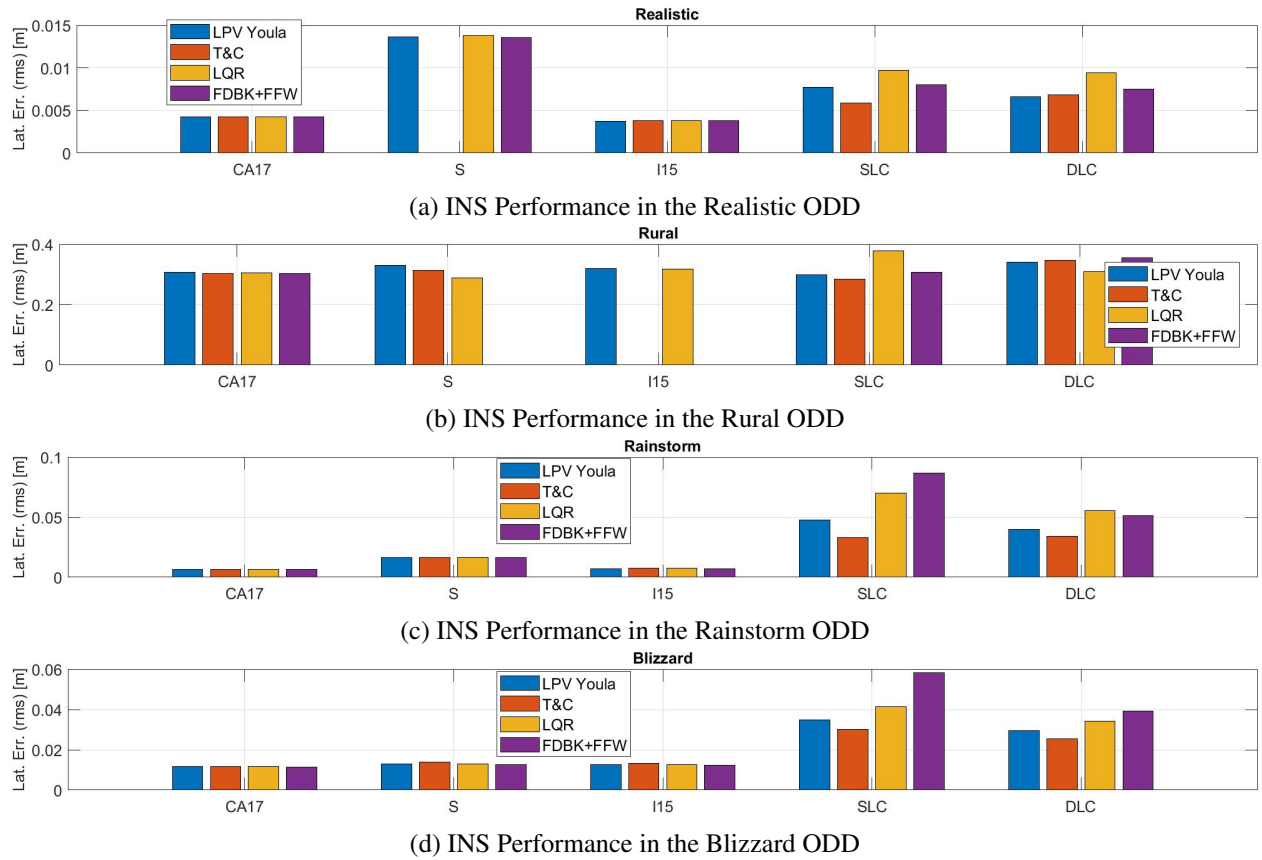 Realistic
Lat. Err. (rms) [m]
0.015
0.01
0.005
0
LPV Youla
T&C
LQR
FDBK+FFW
CA17 S I15 SLC DLC
(a) INS Performance in the Realistic ODD
Rural
Lat. Err. (rms) [m]
0.4
0.2
0
LPV Youla
T&C
LQR
FDBK+FFW
CA17 S I15 SLC DLC
(b) INS Performance in the Rural ODD
Rainstorm
Lat. Err. (rms) [m]
0.1
0.05
0
LPV Youla
T&C
LQR
FDBK+FFW
CA17 S I15 SLC DLC
(c) INS Performance in the Rainstorm ODD
Blizzard
Lat. Err. (rms) [m]
0.06
0.04
0.02
0
LPV Youla
T&C
LQR
FDBK+FFW
CA17 S I15 SLC DLC
(d) INS Performance in the Blizzard ODD